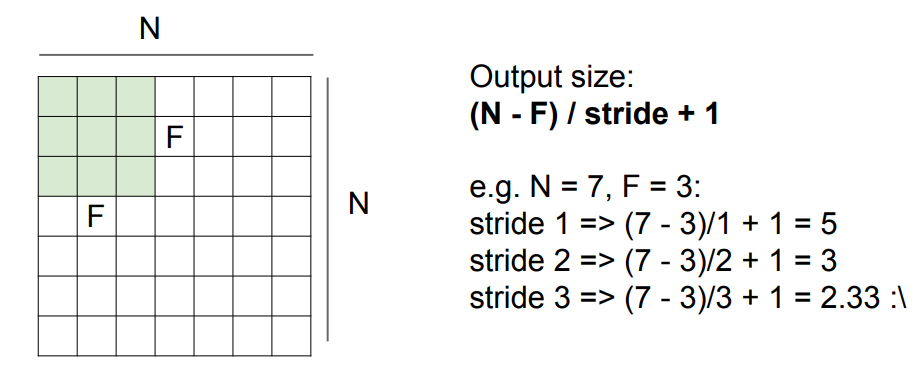 N
F
F
N
Output size:
(N - F) / stride + 1
e.g. N = 7, F = 3:
stride 1 => (7 - 3)/1 + 1 = 5
stride 2 => (7 - 3)/2 + 1 = 3
stride 3 => (7 - 3)/3 + 1 = 2.33 :\